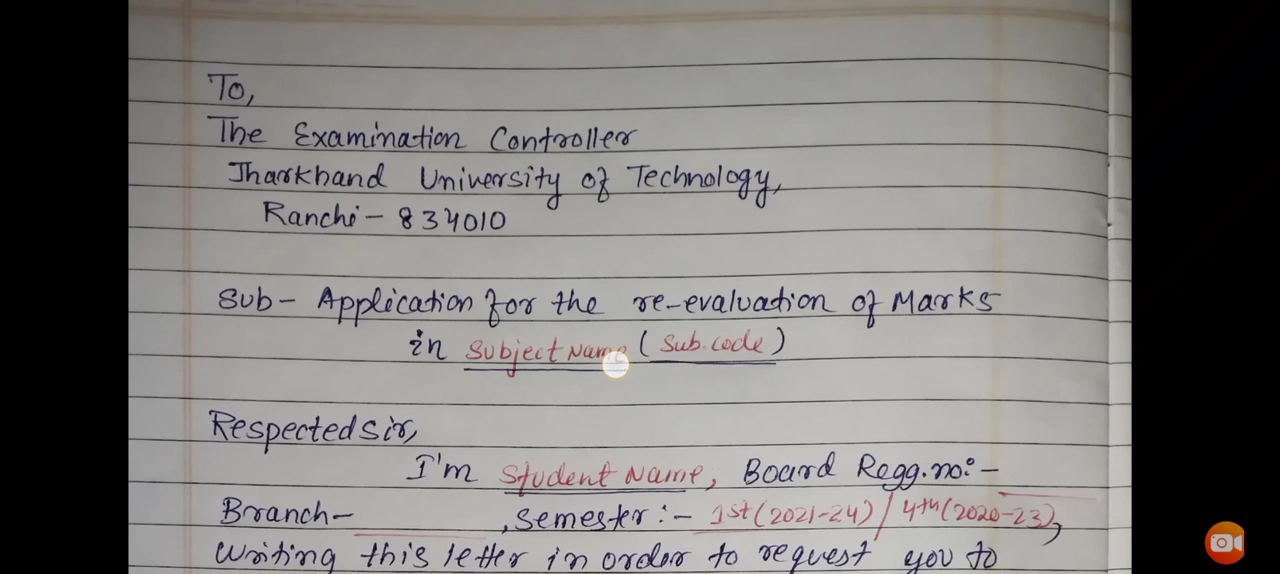 To,
The Examination Controller
Jharkhand University of Technology,
Ranchi - 834010
Sub - Application for the re-evaluation of Marks
in Subject Name (Sub.code)
Respected sir,
I'm Student Name, Board Regg.no:-
Branch- , Semester:- 1st (2021-24) / 4th (2020-23),
writing this letter in order to request you to